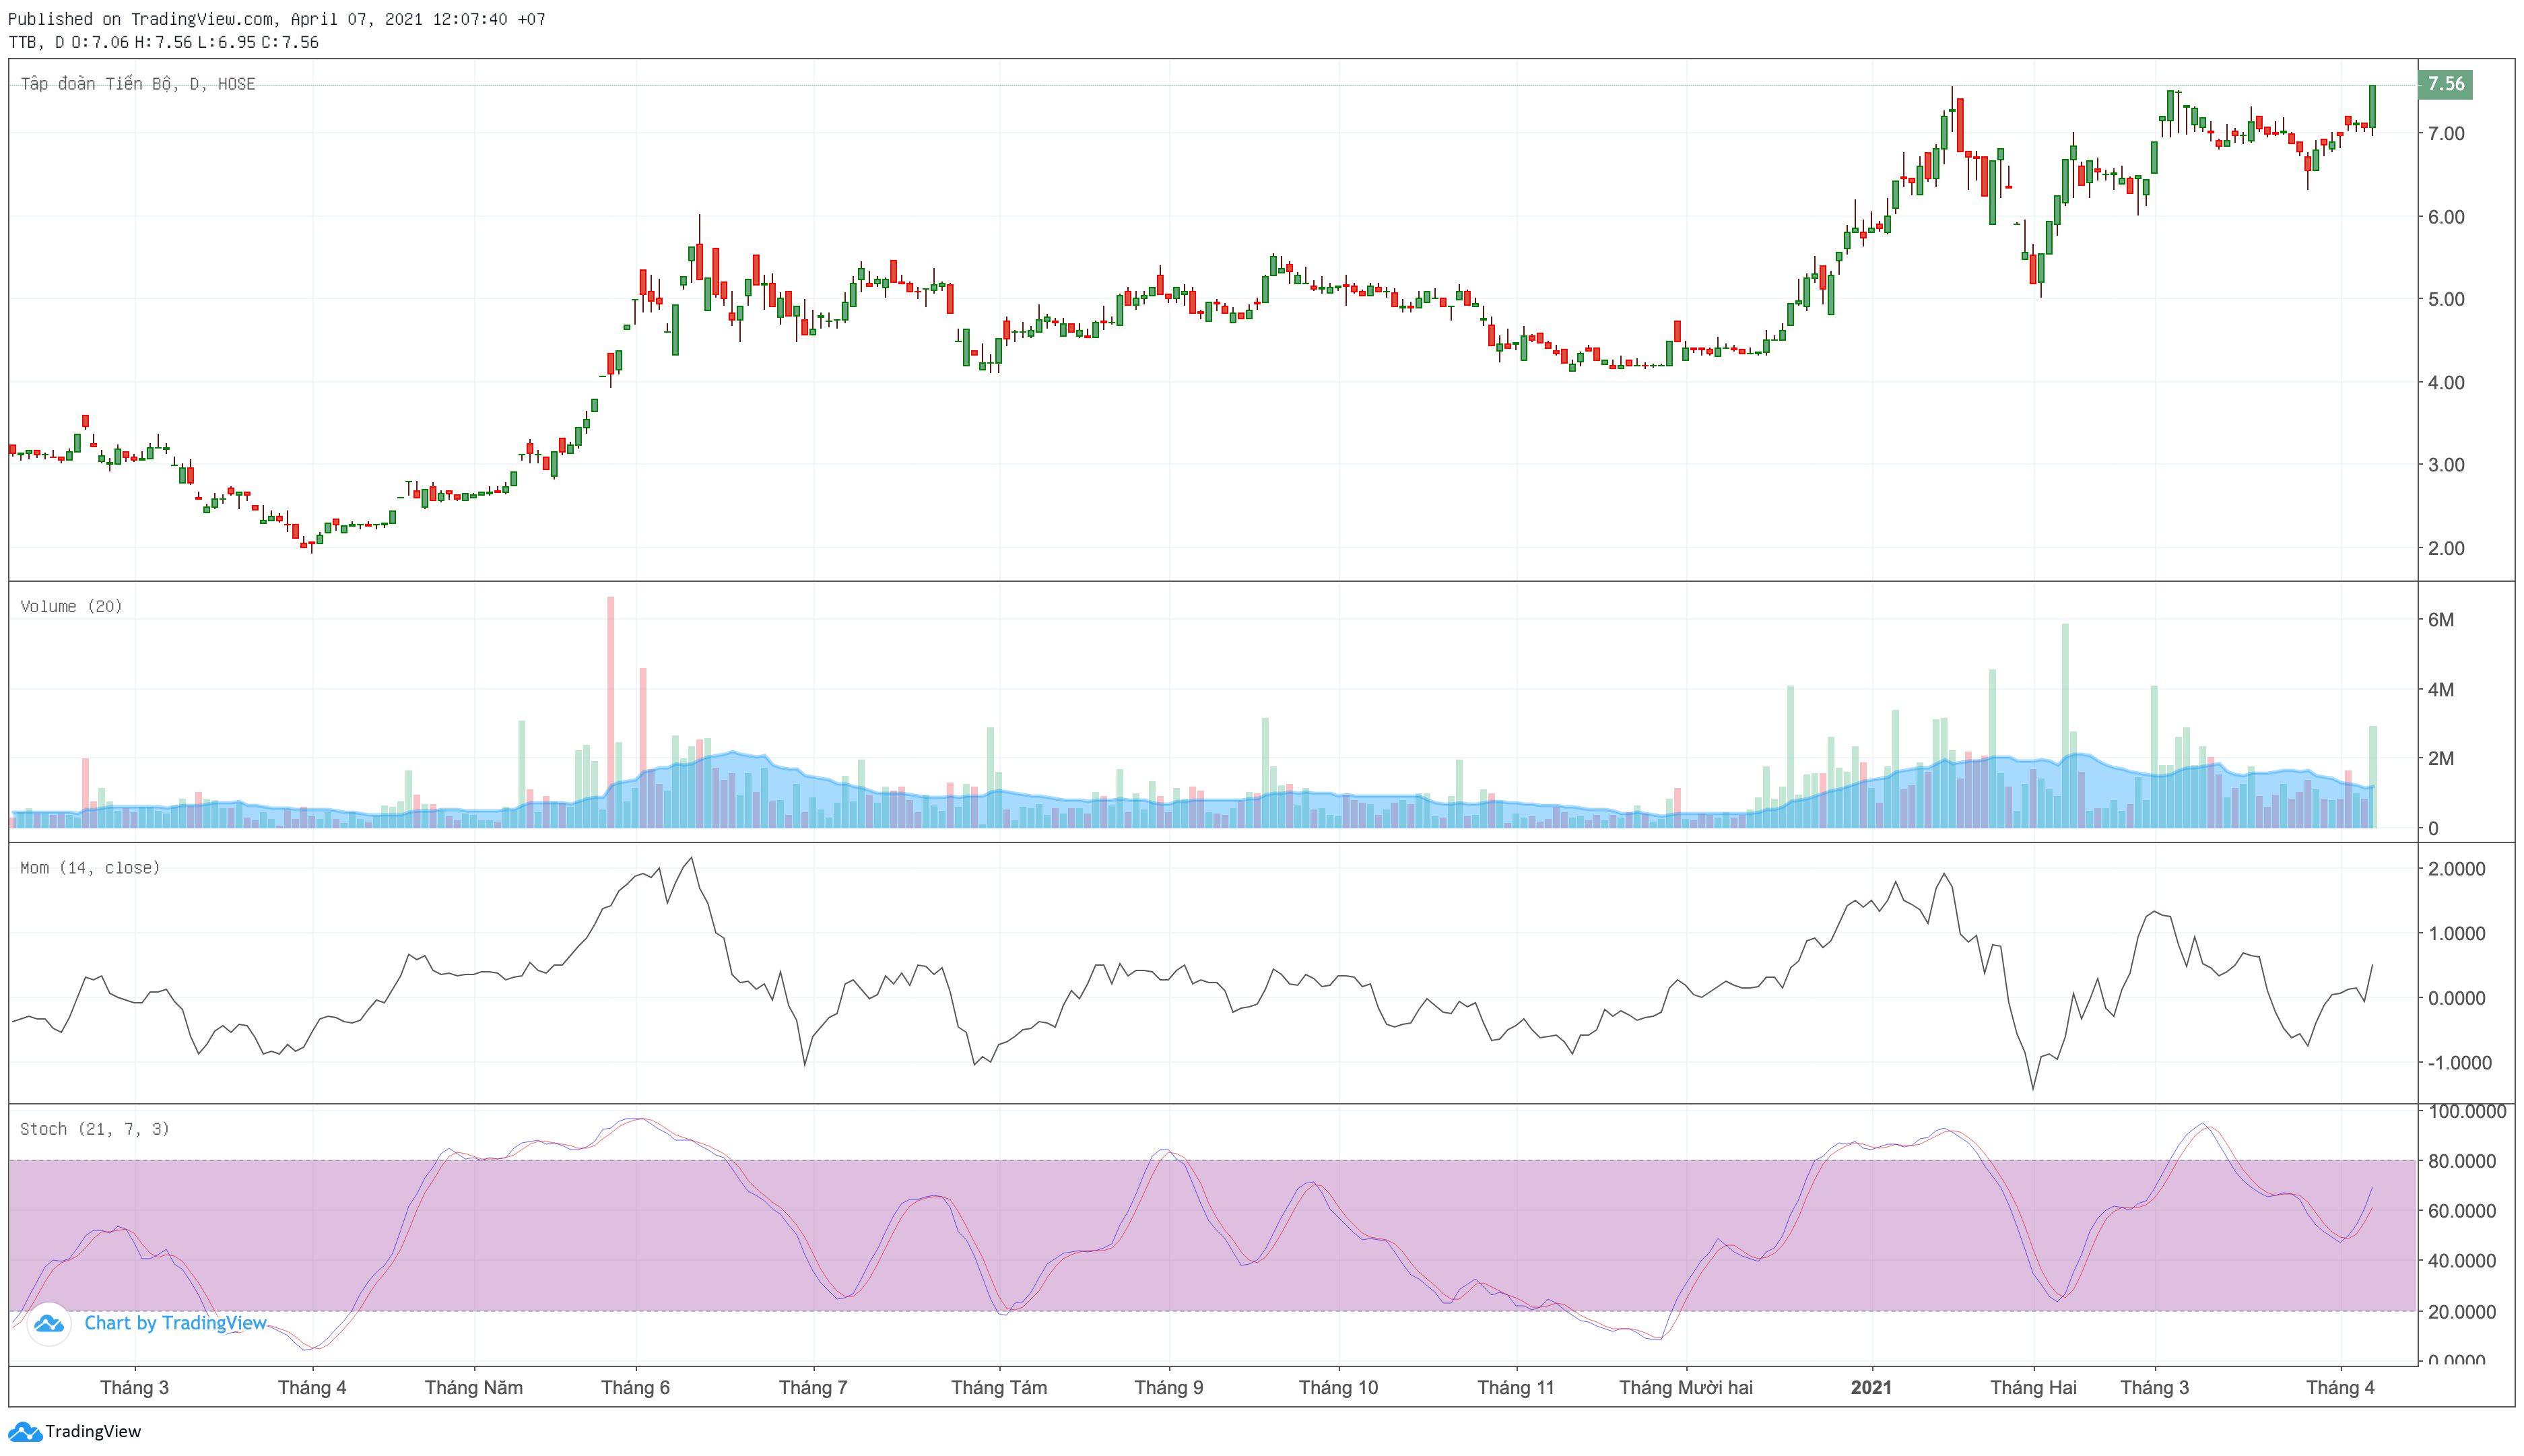 Published on TradingView.com, April 07, 2021 12:07:40 +07
TTB, D O:7.06 H:7.56 L:6.95 C:7.56
Tập đoàn Tiến Bộ, D, HOSE
7.56
7.00
6.00
5.00
4.00
3.00
2.00
Volume (20)
6M
4M
2M
0
Mom (14, close)
2.0000
1.0000
0.0000
-1.0000
Stoch (21, 7, 3)
100.0000
80.0000
60.0000
40.0000
20.0000
0.0000
Chart by TradingView
Tháng 3 Tháng 4 Tháng Năm Tháng 6 Tháng 7 Tháng Tám Tháng 9 Tháng 10 Tháng 11 Tháng Mười hai 2021 Tháng Hai Tháng 3 Tháng 4
TradingView